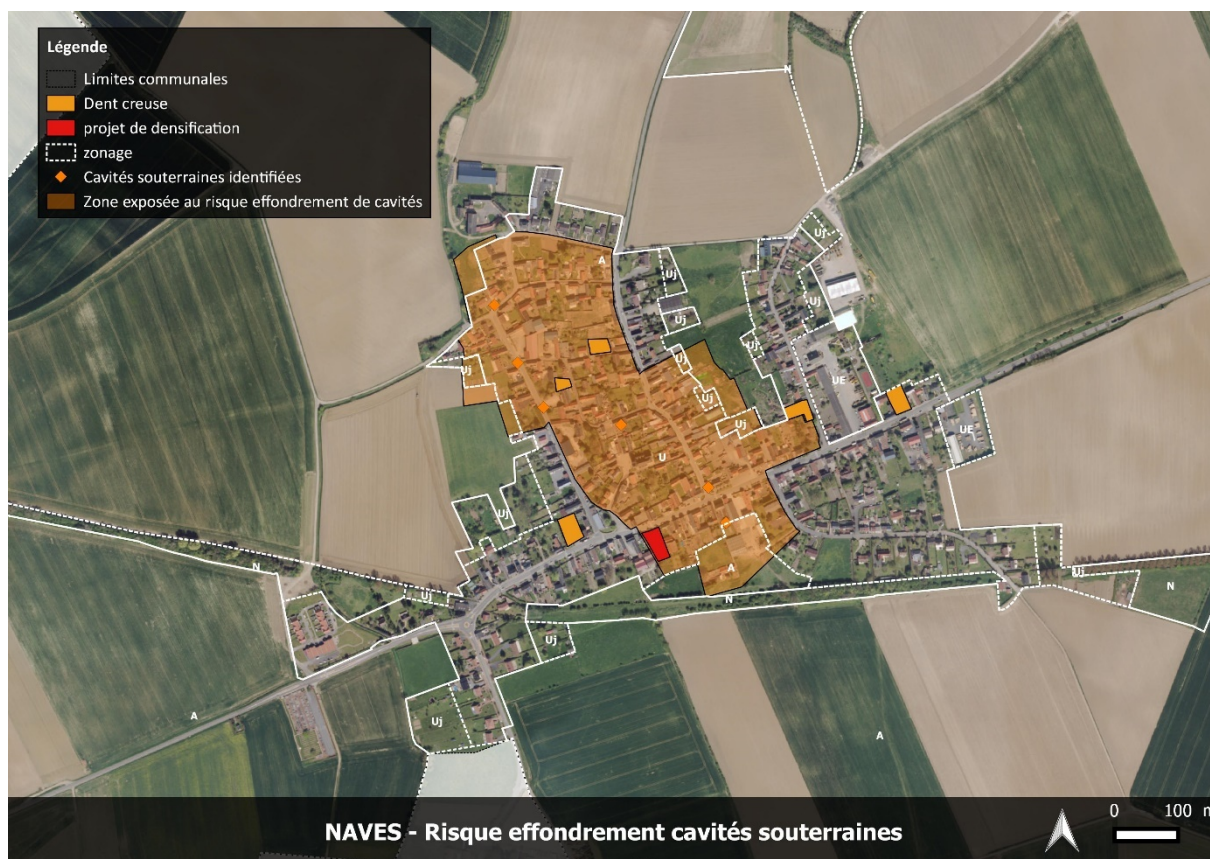 Légende
Limites communales
Dent creuse
projet de densification
zonage
Cavités souterraines identifiées
Zone exposée au risque effondrement de cavités
N
Uj
A
Uj
Uj
Uj
Uj
Uj
Uj
UE
Uj
Uj
UE
U
Uj
N
A
Uj
N
Uj
N
Uj
Uj
A
A
NAVES - Risque effondrement cavités souterraines
0 100 m